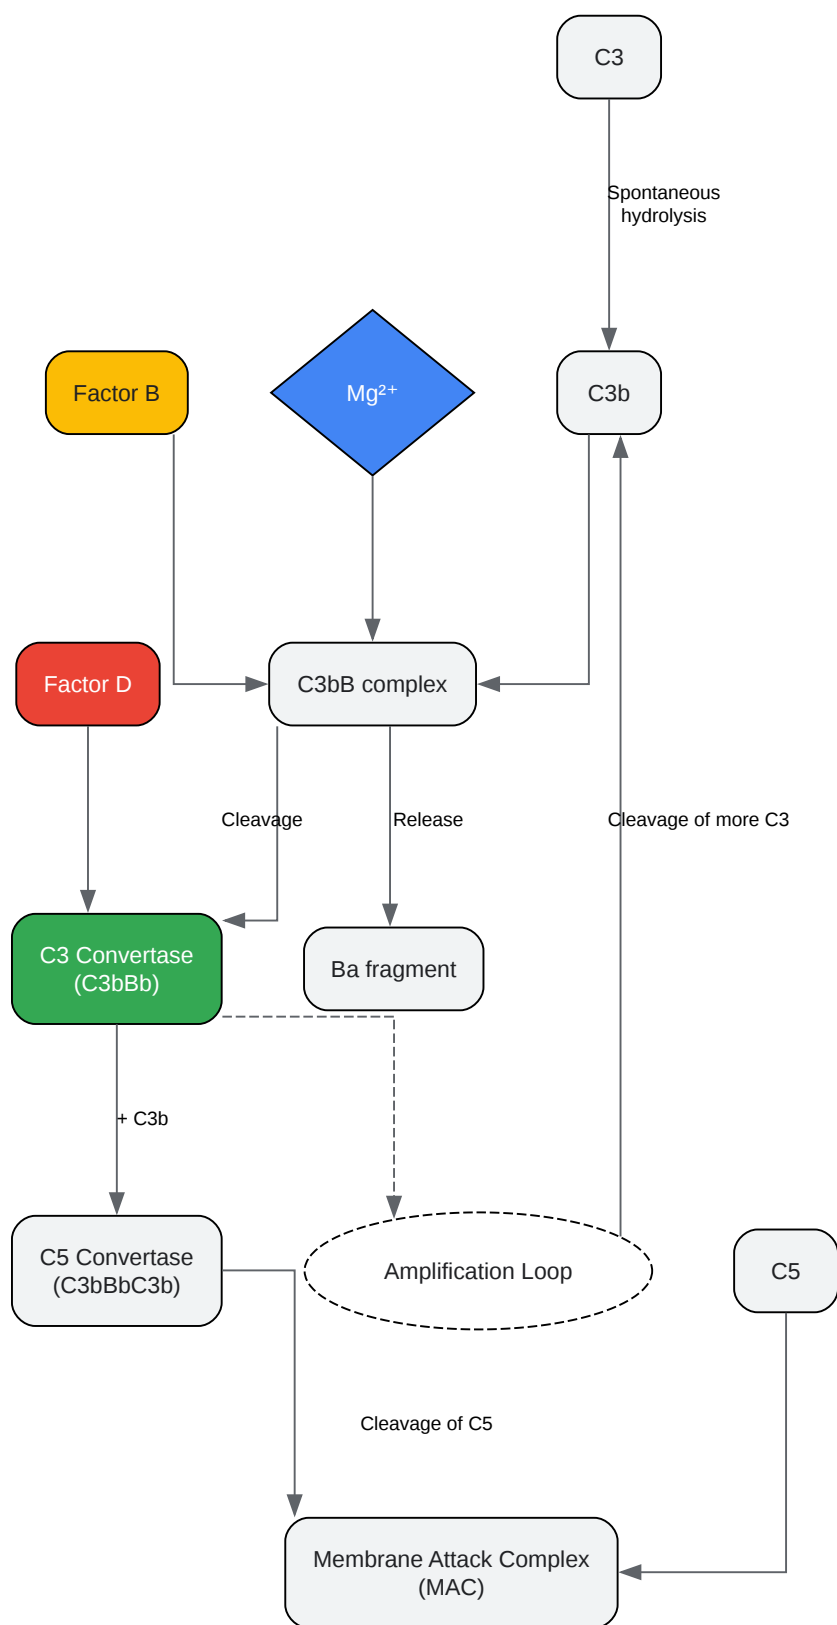 C3
Spontaneous
hydrolysis
Factor B
Mg²⁺
C3b
Factor D
C3bB complex
Cleavage
Release
Cleavage of more C3
C3 Convertase
(C3bBb)
Ba fragment
+ C3b
C5 Convertase
(C3bBbC3b)
Amplification Loop
C5
Cleavage of C5
Membrane Attack Complex
(MAC)